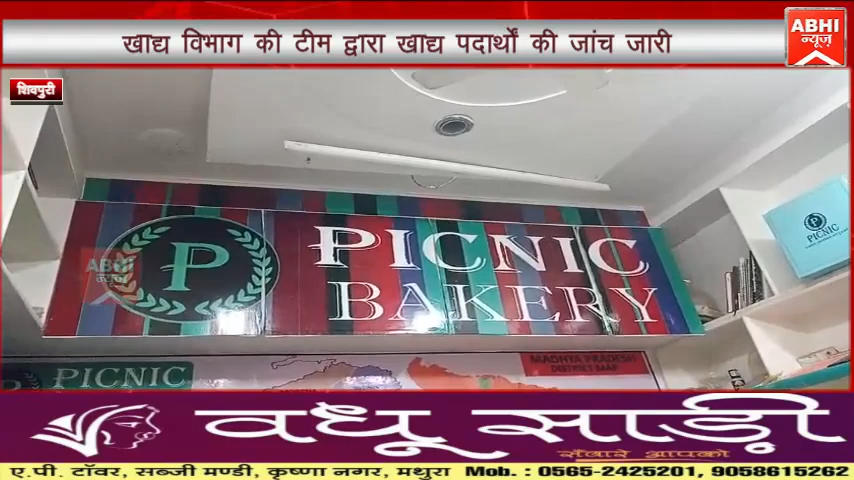 खाद्य विभाग की टीम द्वारा खाद्य पदार्थों की जांच जारी
ABHI
न्यूज़
शिवपुरी
PICNIC
P PICNIC
BAKERY
ABHI
न्यूज़
PICNIC
MADHYA PRADESH
DISTRICT MAP
वधू साड़ी
सँवारे आपको
ए.पी. टॉवर, सब्जी मण्डी, कृष्णा नगर, मथुरा Mob. : 0565-2425201, 9058615262